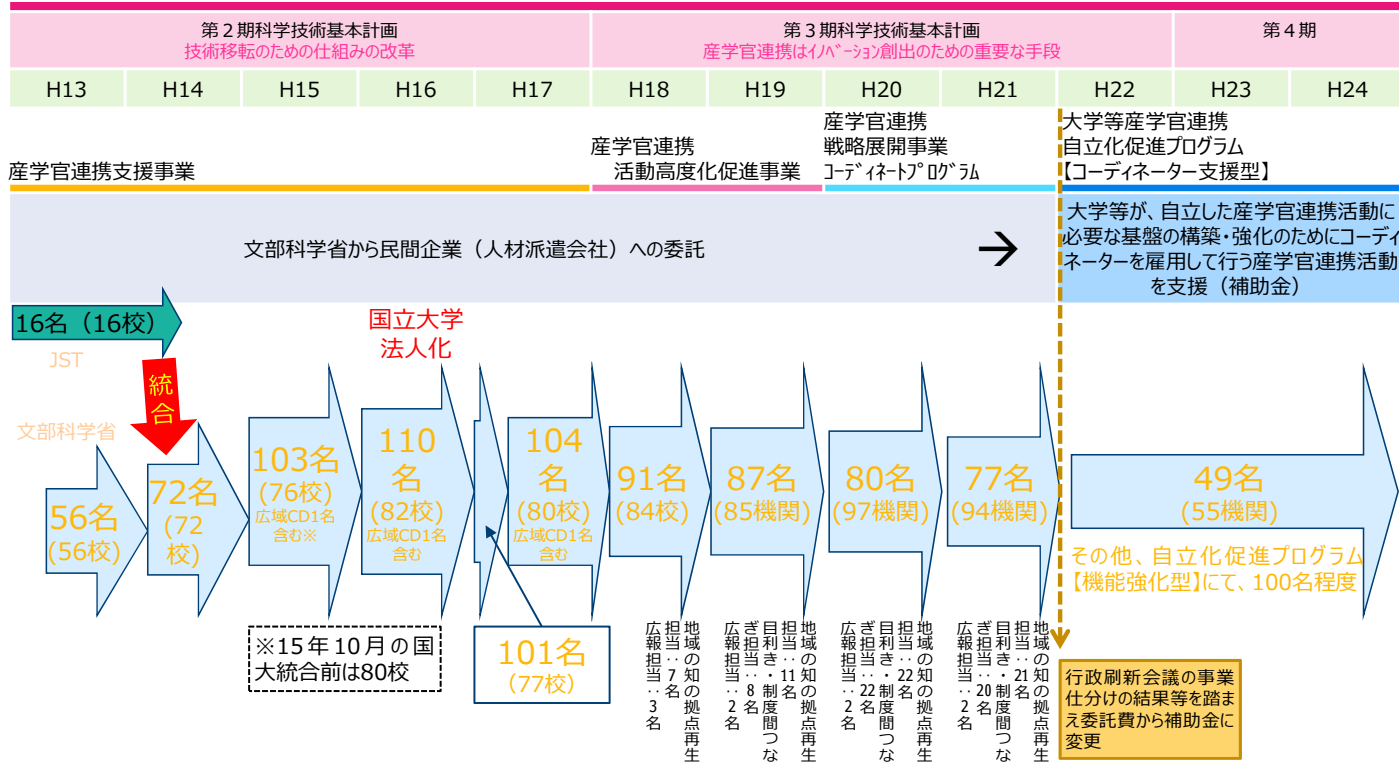 第２期科学技術基本計画
技術移転のための仕組みの改革
第３期科学技術基本計画
産学官連携はｲﾉﾍﾞｰｼｮﾝ創出のための重要な手段
第４期
H13
H14
H15
H16
H17
H18
H19
H20
H21
H22
H23
H24
産学官連携支援事業
産学官連携
活動高度化促進事業
産学官連携
戦略展開事業
ｺｰﾃﾞｨﾈｰﾄﾌﾟﾛｸﾞﾗﾑ
大学等産学官連携
自立化促進プログラム
【コーディネーター支援型】
文部科学省から民間企業（人材派遣会社）への委託
→
大学等が、自立した産学官連携活動に
必要な基盤の構築・強化のためにコーディ
ネーターを雇用して行う産学官連携活動
を支援（補助金）
16名（16校）
JST
統
合
国立大学
法人化
文部科学省
56名
(56校)
72名
(72
校)
103名
(76校)
広域CD1名
含む※
110
名
(82校)
広域CD1名
含む
104
名
(80校)
広域CD1名
含む
91名
(84校)
87名
(85機関)
80名
(97機関)
77名
(94機関)
49名
(55機関)
その他、自立化促進プログラム
【機能強化型】にて、100名程度
※15年10月の国
大統合前は80校
101名
(77校)
地域の知の拠点再生
担当‥7名
広報担当‥3名
地域の知の拠点再生
担当‥11名
目利き・制度間つな
ぎ担当‥8名
広報担当‥2名
地域の知の拠点再生
担当‥22名
目利き・制度間つな
ぎ担当‥22名
広報担当‥2名
地域の知の拠点再生
担当‥21名
目利き・制度間つな
ぎ担当‥20名
広報担当‥2名
行政刷新会議の事業
仕分けの結果等を踏ま
え委託費から補助金に
変更